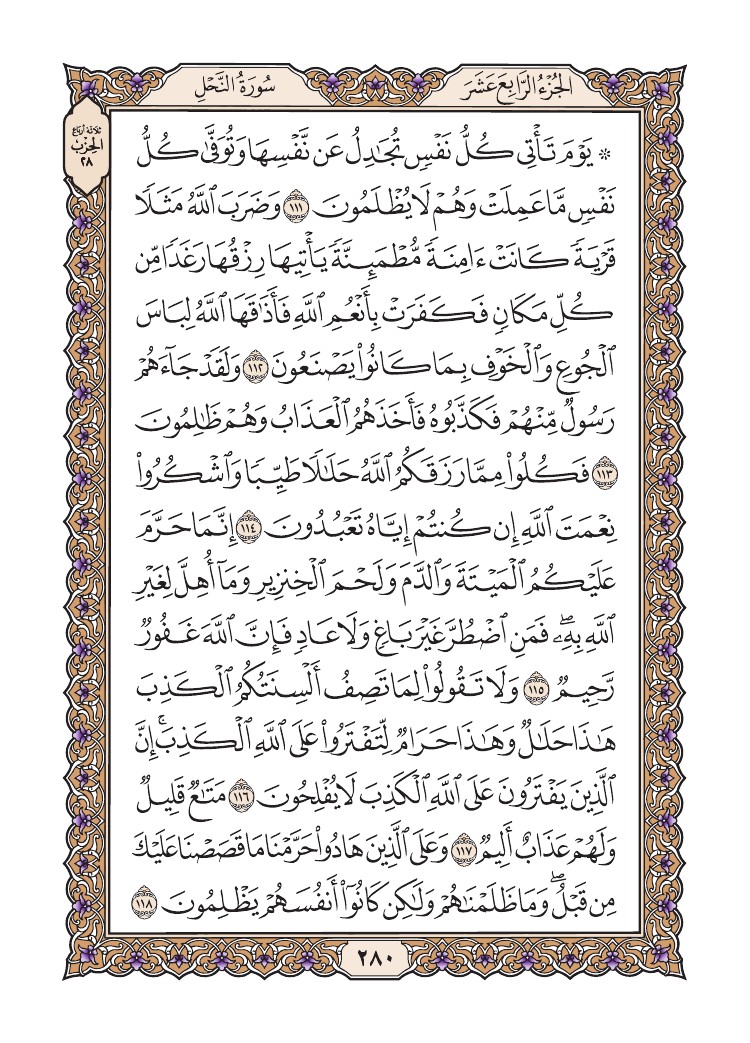 الجُزْءُ الرَّابِعَ عَشَرَ
سُورَةُ النَّحْلِ
ثلاثة أرباع
الحِزْب
٢٨
۞ يَوْمَ تَأْتِى كُلُّ نَفْسٍ تُجَٰدِلُ عَن نَّفْسِهَا وَتُوَفَّىٰ كُلُّ
نَفْسٍ مَّا عَمِلَتْ وَهُمْ لَا يُظْلَمُونَ ١١١ وَضَرَبَ ٱللَّهُ مَثَلًا
قَرْيَةً كَانَتْ ءَامِنَةً مُّطْمَئِنَّةً يَأْتِيهَا رِزْقُهَا رَغَدًا مِّن
كُلِّ مَكَانٍ فَكَفَرَتْ بِأَنْعُمِ ٱللَّهِ فَأَذَٰقَهَا ٱللَّهُ لِبَاسَ
ٱلْجُوعِ وَٱلْخَوْفِ بِمَا كَانُوا۟ يَصْنَعُونَ ١١٢ وَلَقَدْ جَآءَهُمْ
رَسُولٌ مِّنْهُمْ فَكَذَّبُوهُ فَأَخَذَهُمُ ٱلْعَذَابُ وَهُمْ ظَٰلِمُونَ
١١٣ فَكُلُوا۟ مِمَّا رَزَقَكُمُ ٱللَّهُ حَلَٰلًا طَيِّبًا وَٱشْكُرُوا۟
نِعْمَتَ ٱللَّهِ إِن كُنتُمْ إِيَّاهُ تَعْبُدُونَ ١١٤ إِنَّمَا حَرَّمَ
عَلَيْكُمُ ٱلْمَيْتَةَ وَٱلدَّمَ وَلَحْمَ ٱلْخِنزِيرِ وَمَآ أُهِلَّ لِغَيْرِ
ٱللَّهِ بِهِۦۖ فَمَنِ ٱضْطُرَّ غَيْرَ بَاغٍ وَلَا عَادٍ فَإِنَّ ٱللَّهَ غَفُورٌ
رَّحِيمٌ ١١٥ وَلَا تَقُولُوا۟ لِمَا تَصِفُ أَلْسِنَتُكُمُ ٱلْكَذِبَ
هَٰذَا حَلَٰلٌ وَهَٰذَا حَرَامٌ لِّتَفْتَرُوا۟ عَلَى ٱللَّهِ ٱلْكَذِبَۚ إِنَّ
ٱلَّذِينَ يَفْتَرُونَ عَلَى ٱللَّهِ ٱلْكَذِبَ لَا يُفْلِحُونَ ١١٦ مَتَٰعٌ قَلِيلٌ
وَلَهُمْ عَذَابٌ أَلِيمٌ ١١٧ وَعَلَى ٱلَّذِينَ هَادُوا۟ حَرَّمْنَا مَا قَصَصْنَا عَلَيْكَ
مِن قَبْلُۖ وَمَا ظَلَمْنَٰهُمْ وَلَٰكِن كَانُوٓا۟ أَنفُسَهُمْ يَظْلِمُونَ ١١٨
٢٨٠